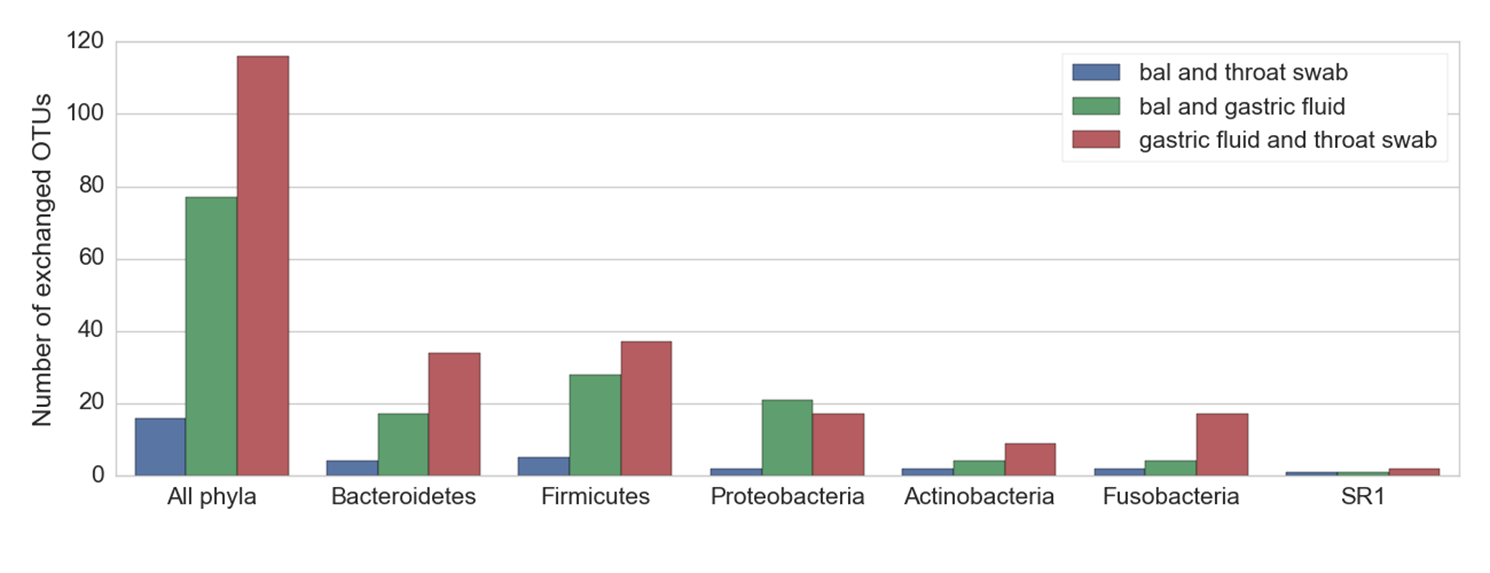 Number of exchanged OTUs
120
100
80
60
40
20
0
bal and throat swab
bal and gastric fluid
gastric fluid and throat swab
All phyla
Bacteroidetes
Firmicutes
Proteobacteria
Actinobacteria
Fusobacteria
SR1